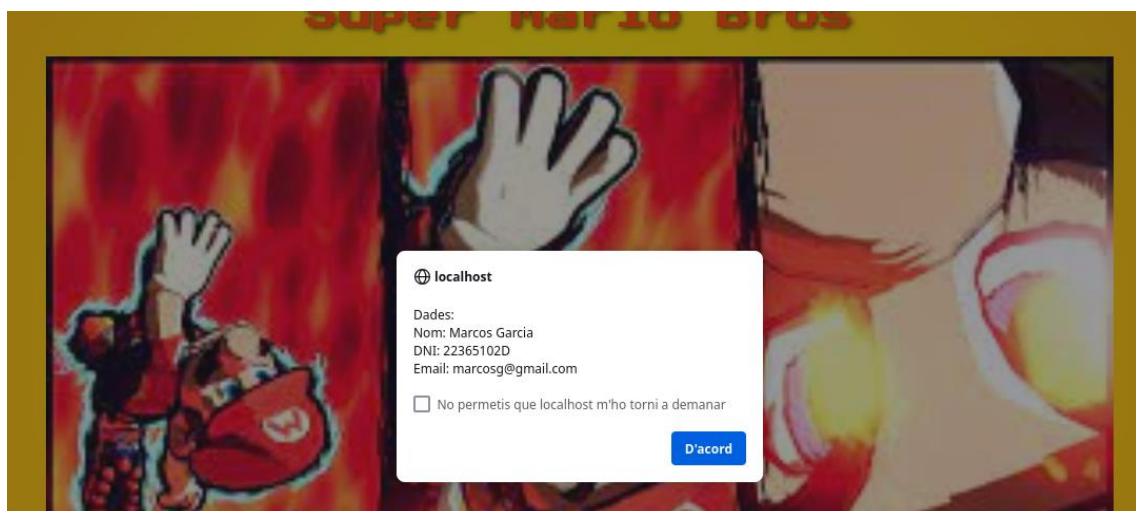 Super Mario Bros
localhost
Dades:
Nom: Marcos Garcia
DNI: 22365102D
Email: marcosg@gmail.com
No permetis que localhost m'ho torni a demanar
D'acord